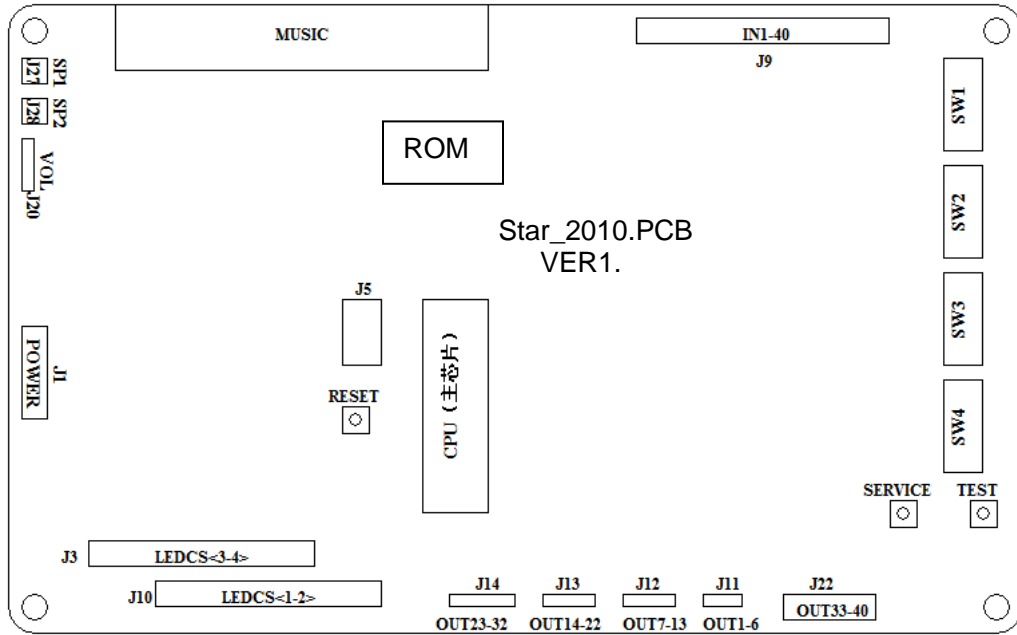 MUSIC
IN1-40
J9
J27
SP1
J28
SP2
VOL
J20
ROM
SW1
SW2
Star_2010.PCB
VER1.
J5
SW3
POWER
J1
CPU（主芯片）
RESET
SW4
SERVICE
TEST
J3
LEDCS<3-4>
J10
LEDCS<1-2>
J14
J13
J12
J11
J22
OUT33-40
OUT23-32
OUT14-22
OUT7-13
OUT1-6